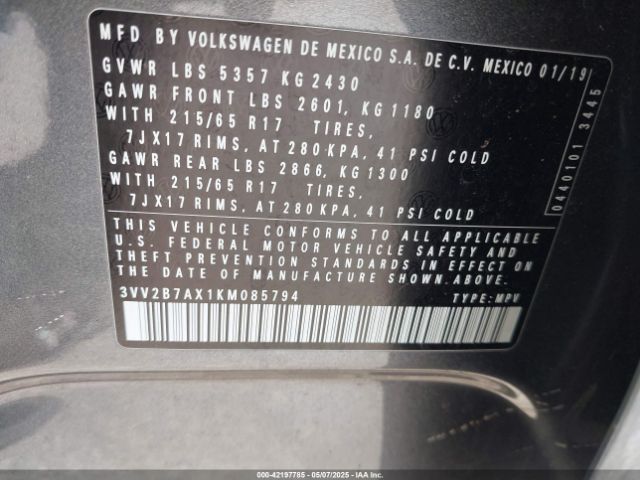 MFD BY VOLKSWAGEN DE MEXICO S.A. DE C.V. MEXICO 01/19
GVWR LBS 5357 KG 2430
GAWR FRONT LBS 2601, KG 1180
WITH 215/65 R17 TIRES,
7JX17 RIMS, AT 280 KPA, 41 PSI COLD
GAWR REAR LBS 2866, KG 1300
WITH 215/65 R17 TIRES,
7JX17 RIMS, AT 280 KPA, 41 PSI COLD
THIS VEHICLE CONFORMS TO ALL APPLICABLE
U.S. FEDERAL MOTOR VEHICLE SAFETY AND
THEFT PREVENTION STANDARDS IN EFFECT ON
THE DATE OF MANUFACTURE SHOWN ABOVE.
3VV2B7AX1KM085794 TYPE: MPV
0440101 3445
000-42197785 - 05/07/2025 - IAAI.COM